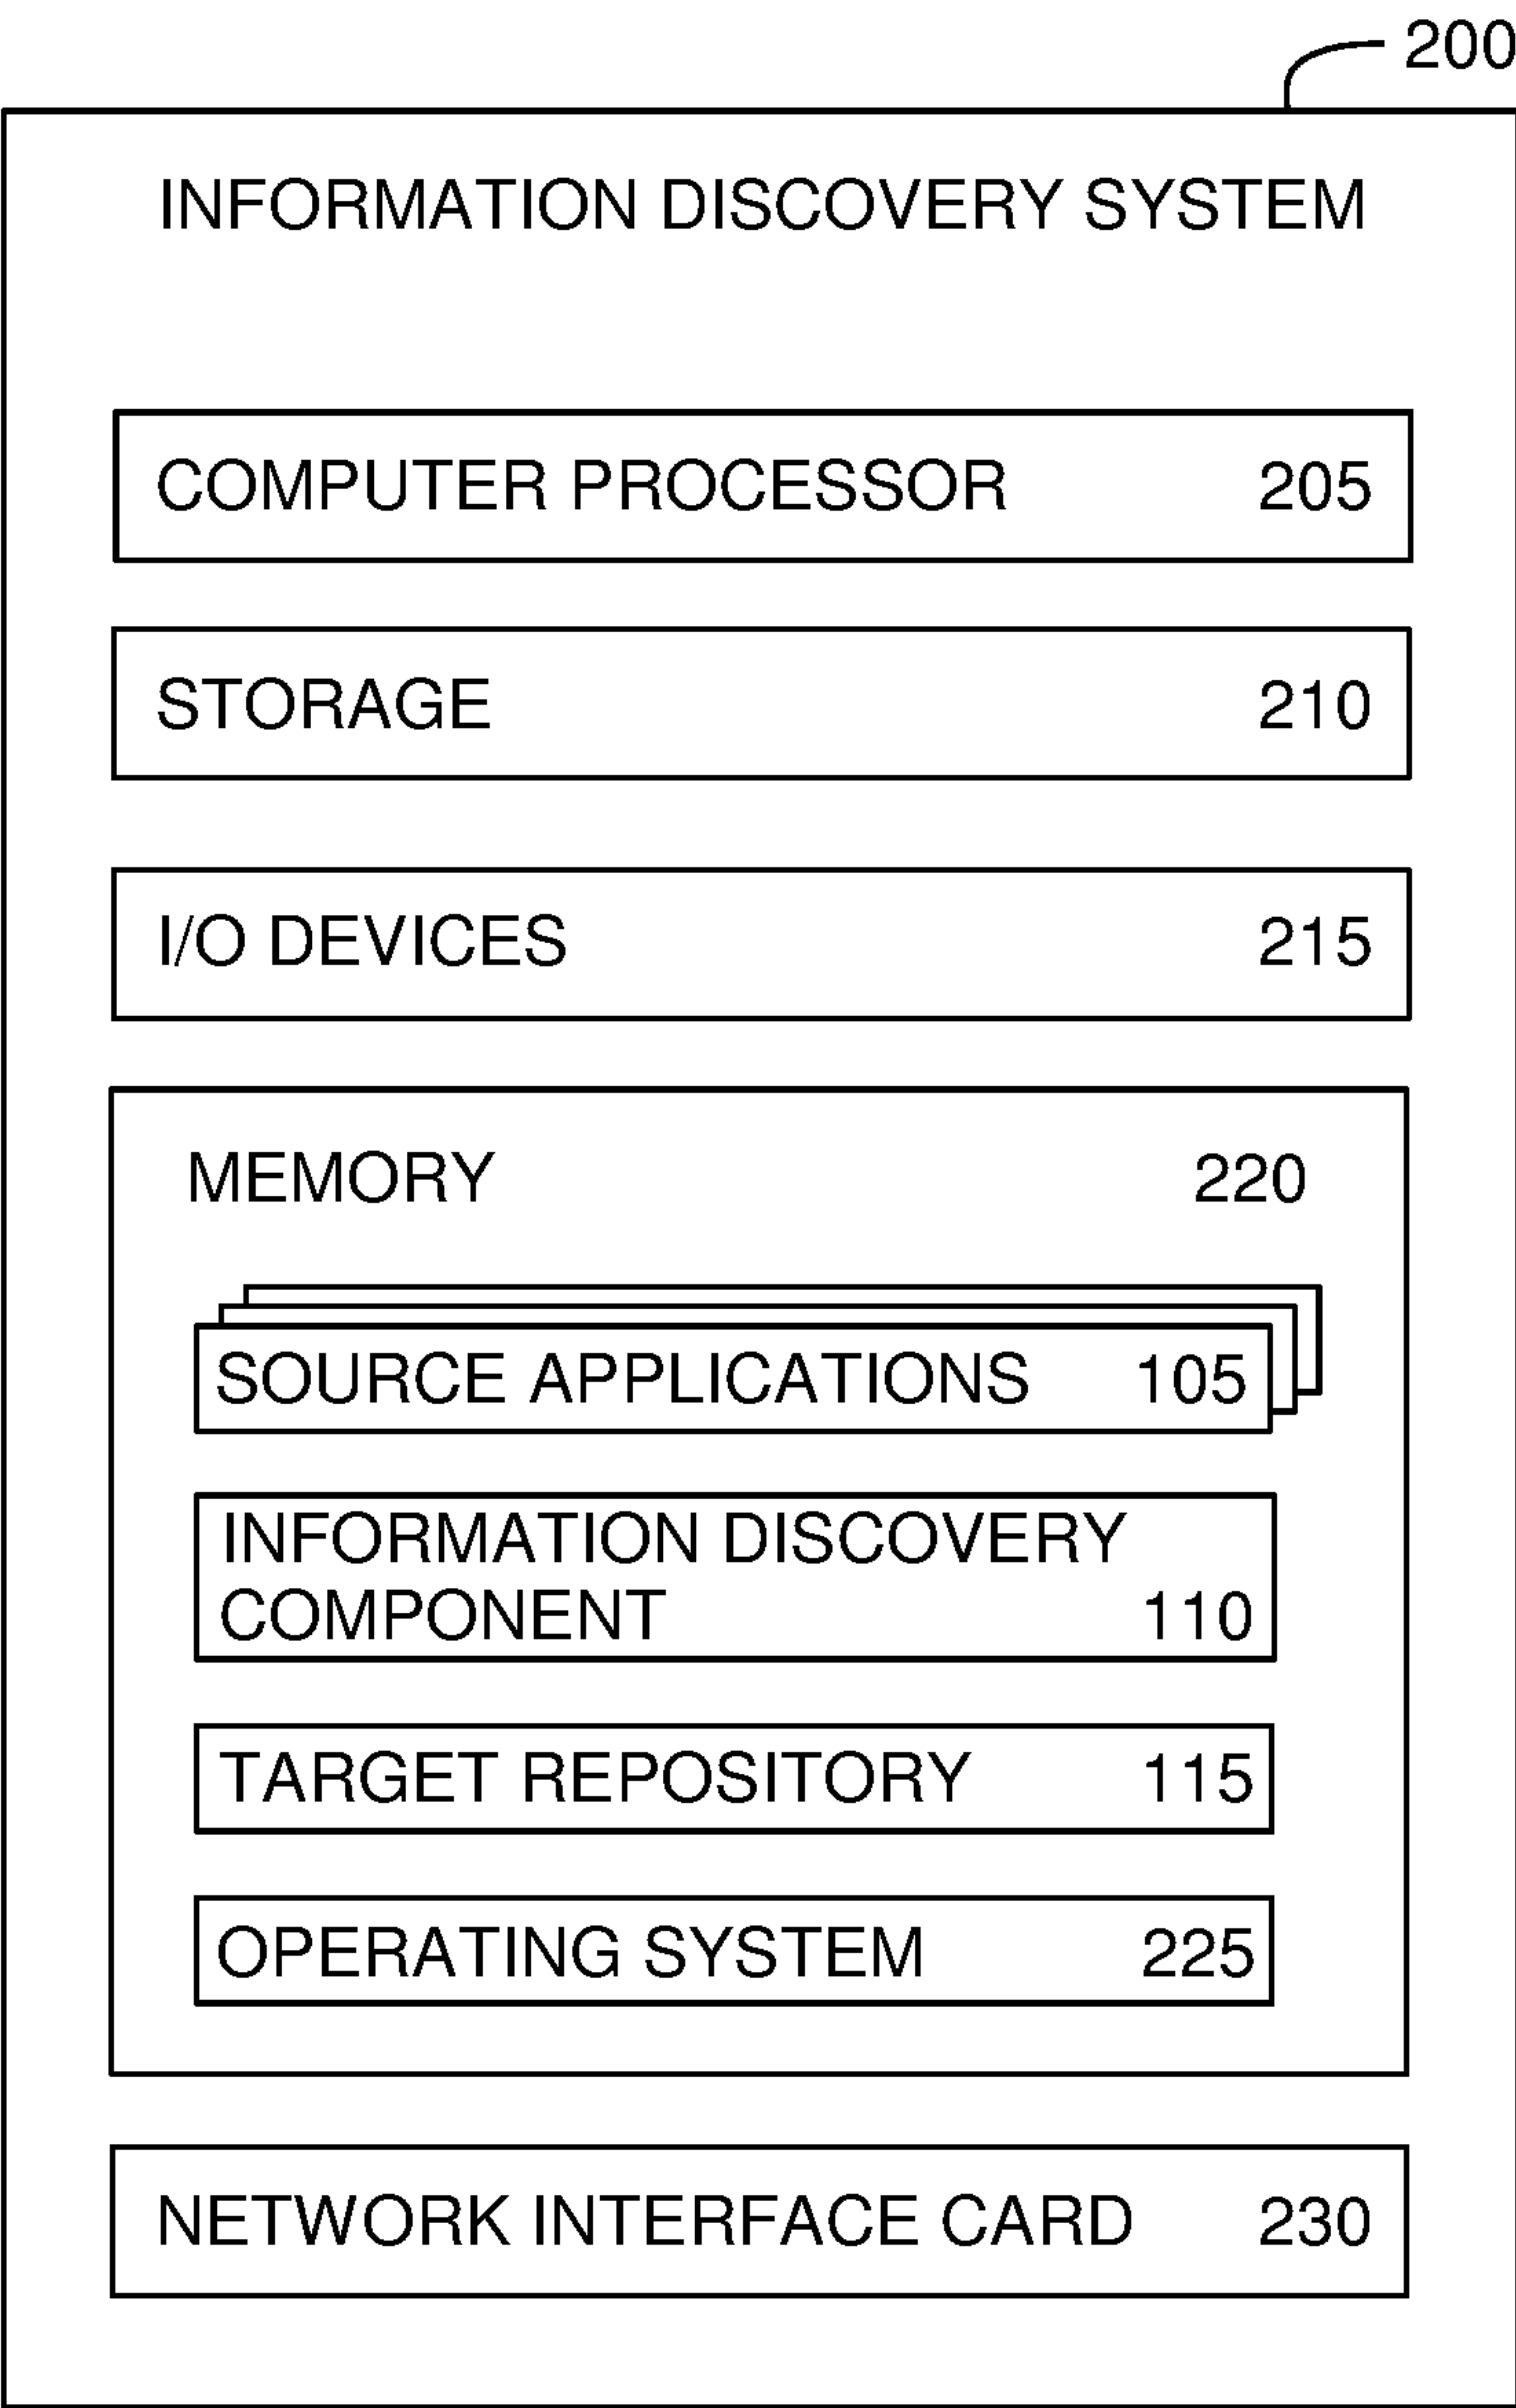 200
INFORMATION DISCOVERY SYSTEM
COMPUTER PROCESSOR 205
STORAGE 210
I/O DEVICES 215
MEMORY 220
SOURCE APPLICATIONS 105
INFORMATION DISCOVERY
COMPONENT 110
TARGET REPOSITORY 115
OPERATING SYSTEM 225
NETWORK INTERFACE CARD 230